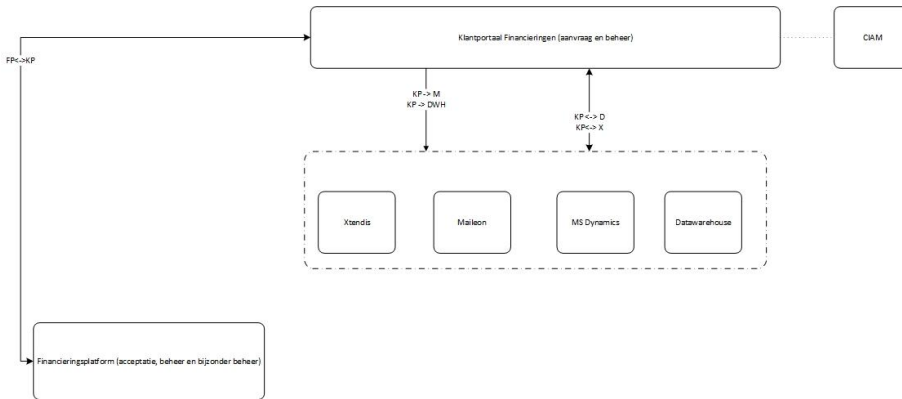 Klantportaal Financieringen (aanvraag en beheer)
CIAM
FP<->KP
KP -> M
KP -> DWH
KP<-> D
KP<-> X
Xtendis
Maileon
MS Dynamics
Datawarehouse
Financieringsplatform (acceptatie, beheer en bijzonder beheer)